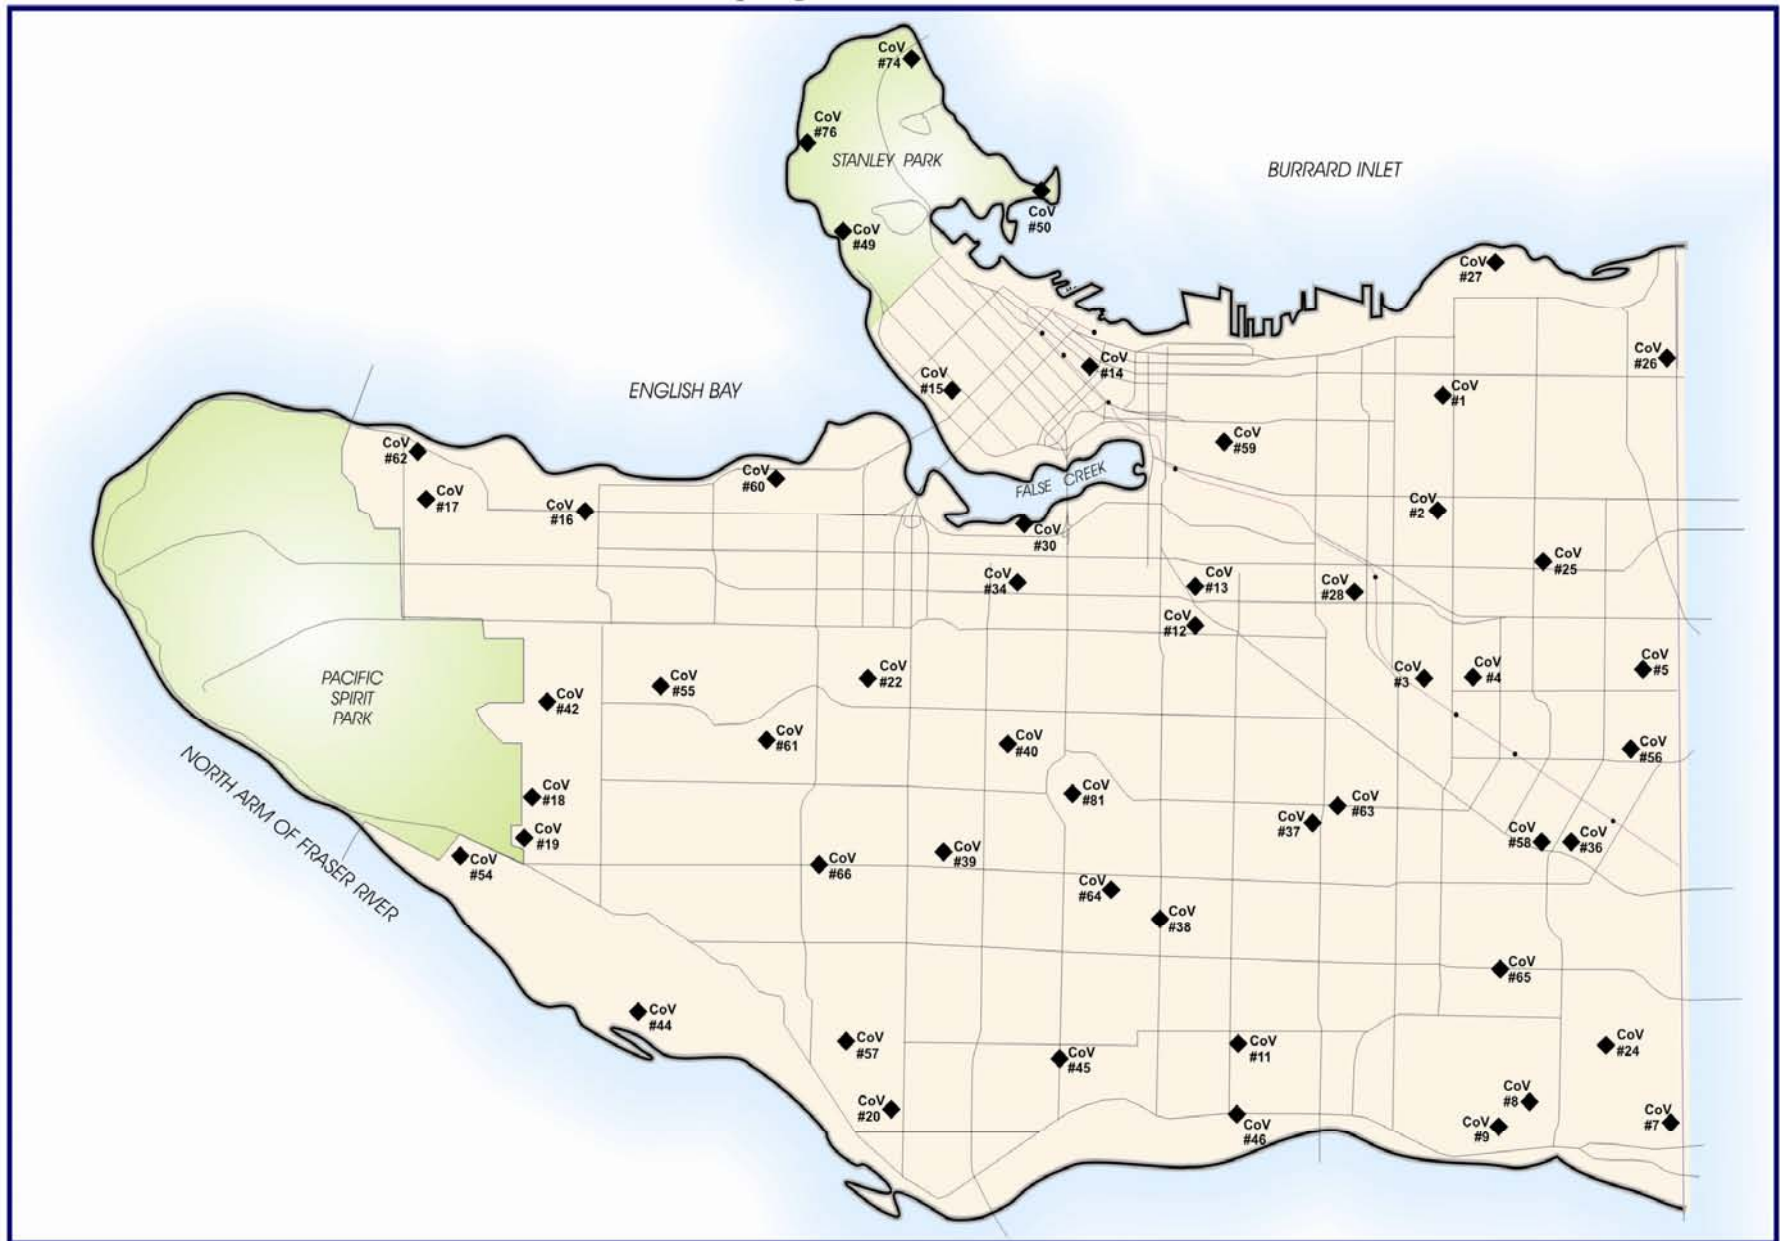 CoV
#74
CoV
#76
STANLEY PARK
BURRARD INLET
CoV
#50
CoV
#49
CoV
#27
CoV
#26
CoV
#14
CoV
#15
CoV
#1
ENGLISH BAY
CoV
#59
CoV
#62
CoV
#60
FALSE CREEK
CoV
#17
CoV
#16
CoV
#2
CoV
#30
CoV
#25
CoV
#34
CoV
#13
CoV
#28
CoV
#12
CoV
#22
CoV
#55
CoV
#3
CoV
#4
CoV
#5
PACIFIC
SPIRIT
PARK
CoV
#42
CoV
#61
CoV
#40
CoV
#56
CoV
#18
CoV
#81
CoV
#63
CoV
#37
NORTH ARM OF FRASER RIVER
CoV
#19
CoV
#54
CoV
#66
CoV
#39
CoV
#58
CoV
#36
CoV
#64
CoV
#38
CoV
#65
CoV
#44
CoV
#57
CoV
#45
CoV
#11
CoV
#24
CoV
#20
CoV
#8
CoV
#9
CoV
#7
CoV
#46